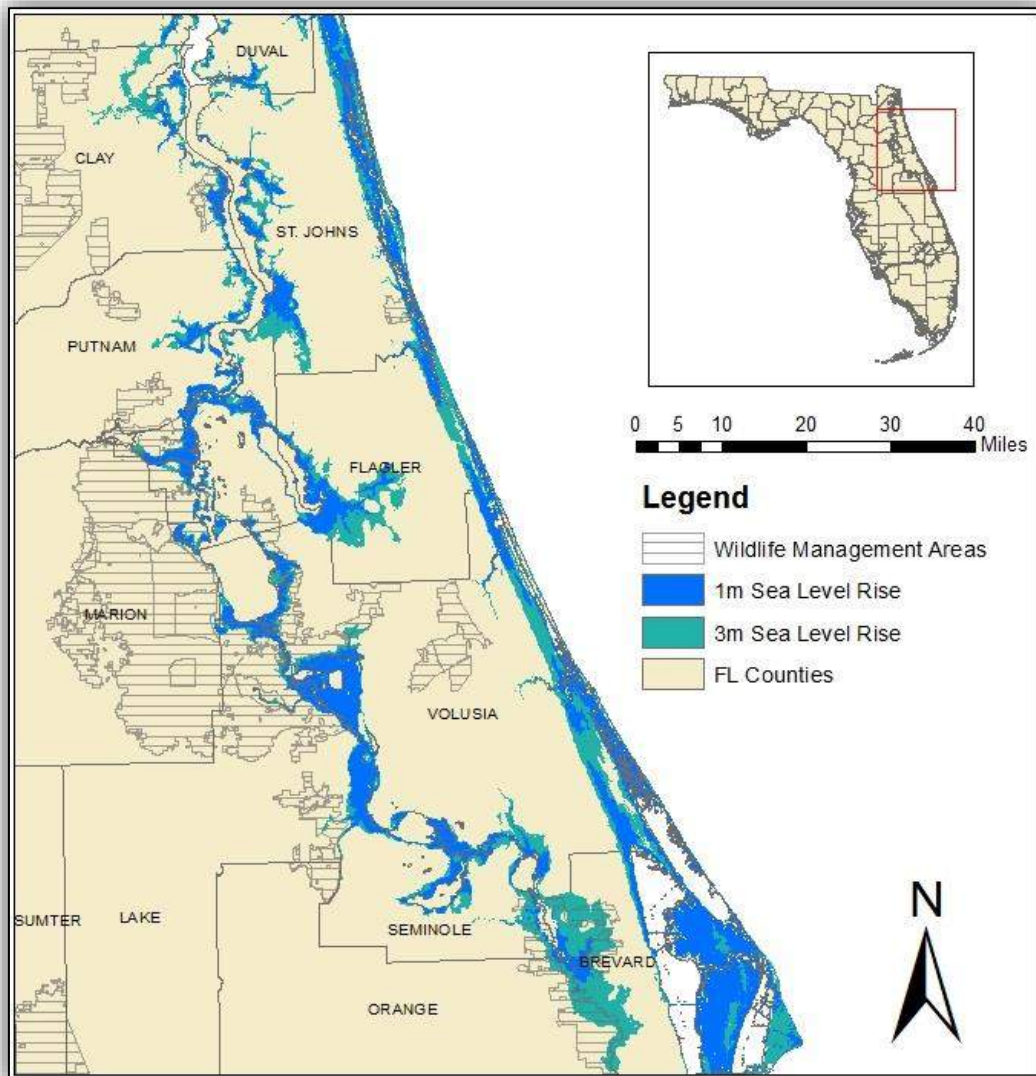 DUVAL
CLAY
ST. JOHNS
PUTNAM
FLAGLER
MARION
VOLUSIA
SUMTER
LAKE
SEMINOLE
BREVARD
ORANGE
0 5 10 20 30 40
Miles
Legend
Wildlife Management Areas
1m Sea Level Rise
3m Sea Level Rise
FL Counties
N